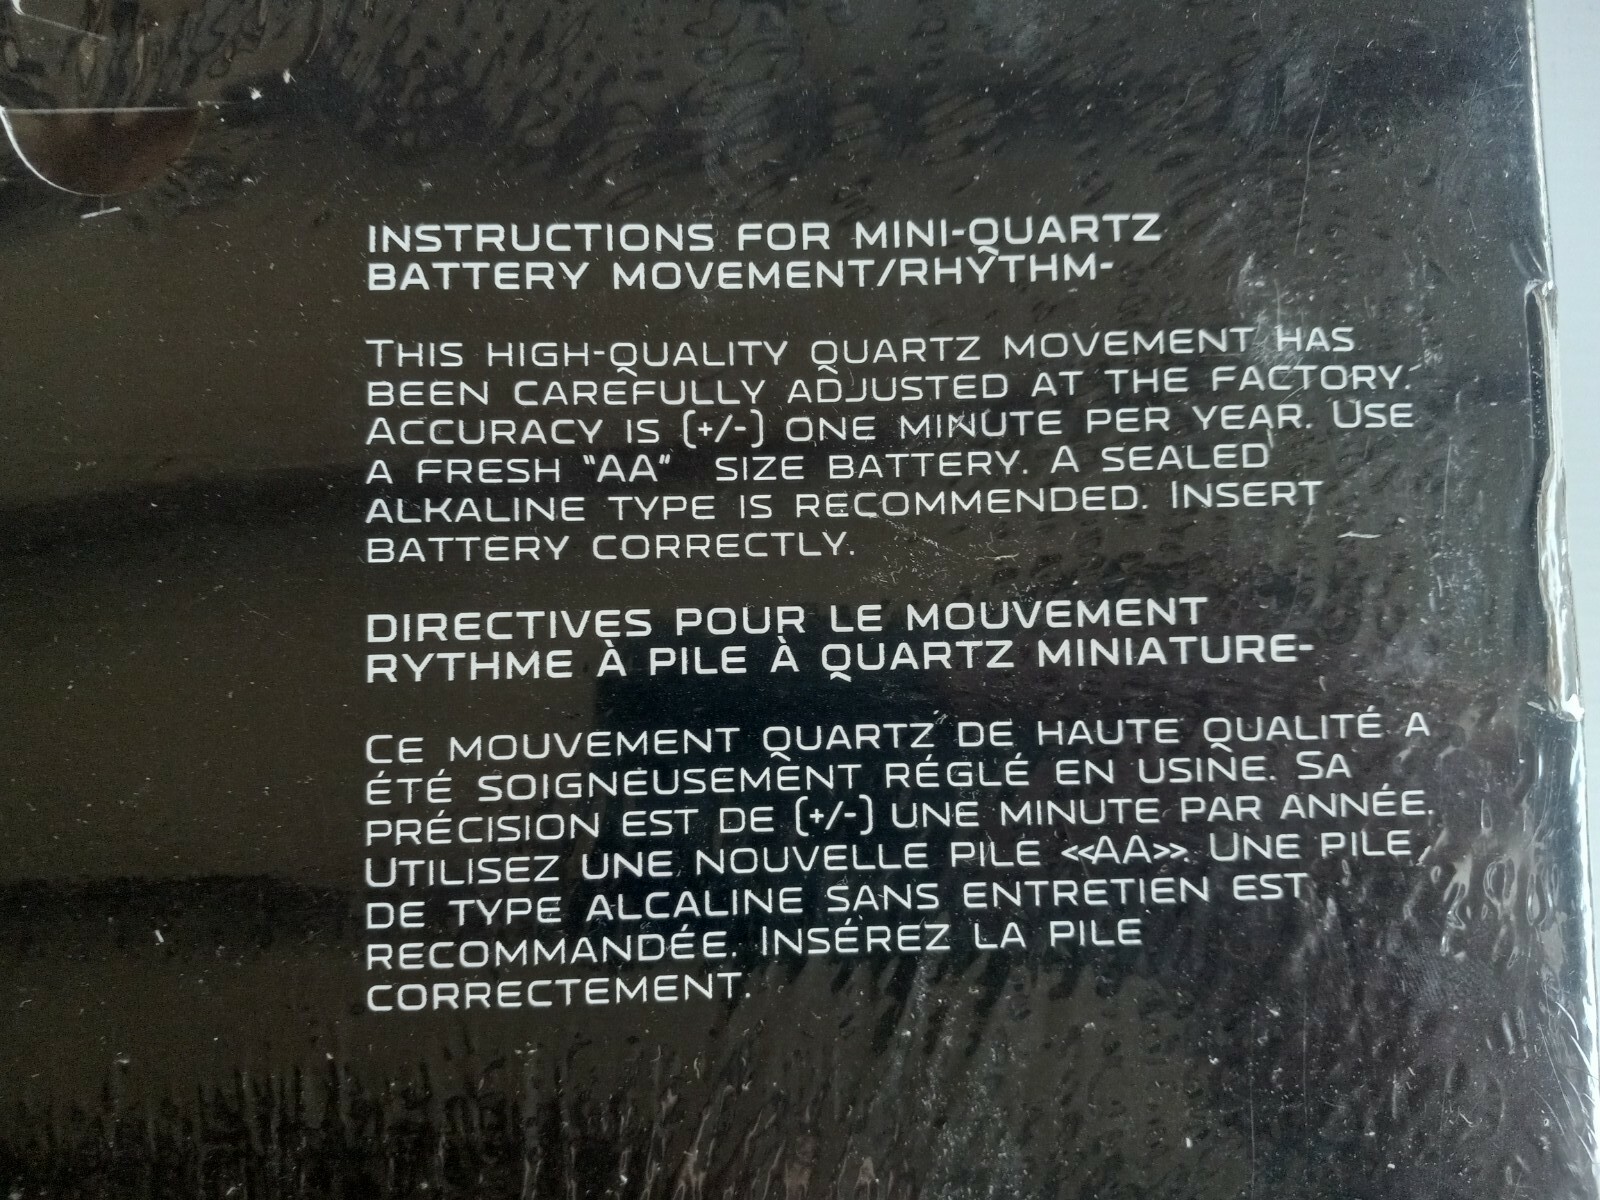 INSTRUCTIONS FOR MINI-QUARTZ
BATTERY MOVEMENT/RHYTHM-
THIS HIGH-QUALITY QUARTZ MOVEMENT HAS
BEEN CAREFULLY ADJUSTED AT THE FACTORY.
ACCURACY IS (+/-) ONE MINUTE PER YEAR. USE
A FRESH "AA" SIZE BATTERY. A SEALED
ALKALINE TYPE IS RECOMMENDED. INSERT
BATTERY CORRECTLY.
DIRECTIVES POUR LE MOUVEMENT
RYTHME À PILE À QUARTZ MINIATURE-
CE MOUVEMENT QUARTZ DE HAUTE QUALITÉ A
ÉTÉ SOIGNEUSEMENT RÉGLÉ EN USINE. SA
PRÉCISION EST DE (+/-) UNE MINUTE PAR ANNÉE.
UTILISEZ UNE NOUVELLE PILE «AA». UNE PILE
DE TYPE ALCALINE SANS ENTRETIEN EST
RECOMMANDÉE. INSÉREZ LA PILE
CORRECTEMENT.